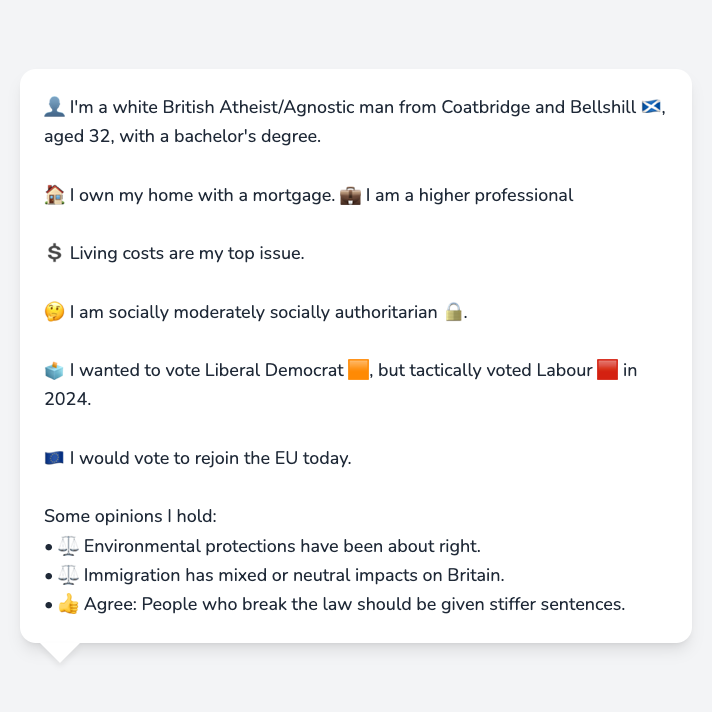 👤 I'm a white British Atheist/Agnostic man from Coatbridge and Bellshill 🏴󠁧󠁢󠁳󠁣󠁴󠁿,
aged 32, with a bachelor's degree.
🏠 I own my home with a mortgage. 💼 I am a higher professional
💲 Living costs are my top issue.
🤔 I am socially moderately socially authoritarian 🔒.
🗳️ I wanted to vote Liberal Democrat 🟧, but tactically voted Labour 🟥 in
2024.
🇪🇺 I would vote to rejoin the EU today.
Some opinions I hold:
• ⚖️ Environmental protections have been about right.
• ⚖️ Immigration has mixed or neutral impacts on Britain.
• 👍 Agree: People who break the law should be given stiffer sentences.